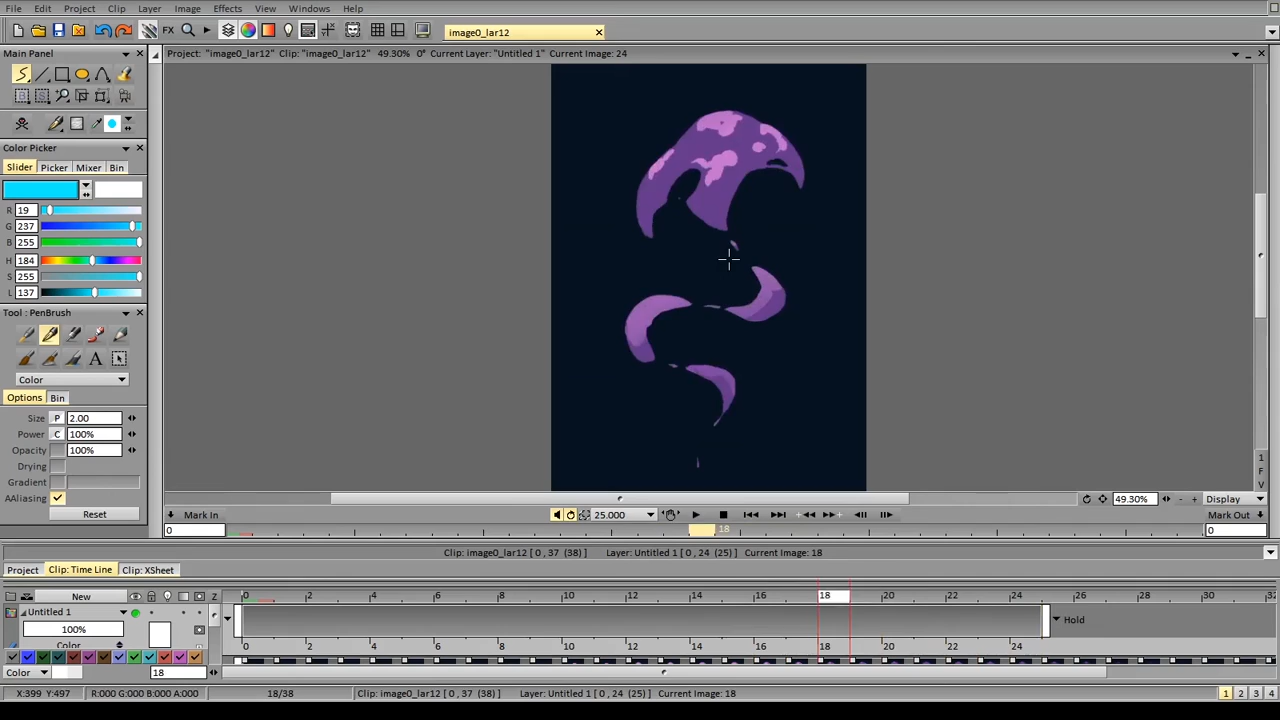 File Edit Project Clip Layer Image Effects View Windows Help
FX
image0_lar12
Main Panel
Project: "image0_lar12" Clip: "image0_lar12" 49.30% 0° Current Layer: "Untitled 1" Current Image: 24
Color Picker
Slider Picker Mixer Bin
R 19
G 237
B 255
H 184
S 255
L 137
Tool : PenBrush
A
Color
Options Bin
Size P 2.00
Power C 100%
Opacity 100%
Drying
Gradient
AAliasing
Reset
1
F
V
49.30% - + Display
0 Mark In 25.000 Mark Out 0
18
Clip: image0_lar12 [ 0 , 37 (38) ] Layer: Untitled 1 [ 0 , 24 (25) ] Current Image: 18
Project Clip: Time Line Clip: XSheet
New Z 0 2 4 6 8 10 12 14 16 18 20 22 24 26 28 30 32
Untitled 1
100% Hold
Color 0 2 4 6 8 10 12 14 16 18 20 22 24
Color 18
X:399 Y:497 R:000 G:000 B:000 A:000 18/38 Clip: image0_lar12 [ 0 , 37 (38) ] Layer: Untitled 1 [ 0 , 24 (25) ] Current Image: 18 1 2 3 4